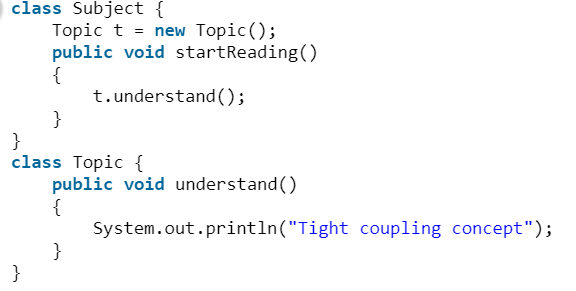 class Subject {
    Topic t = new Topic();
    public void startReading()
    {
        t.understand();
    }
}
class Topic {
    public void understand()
    {
        System.out.println("Tight coupling concept");
    }
}